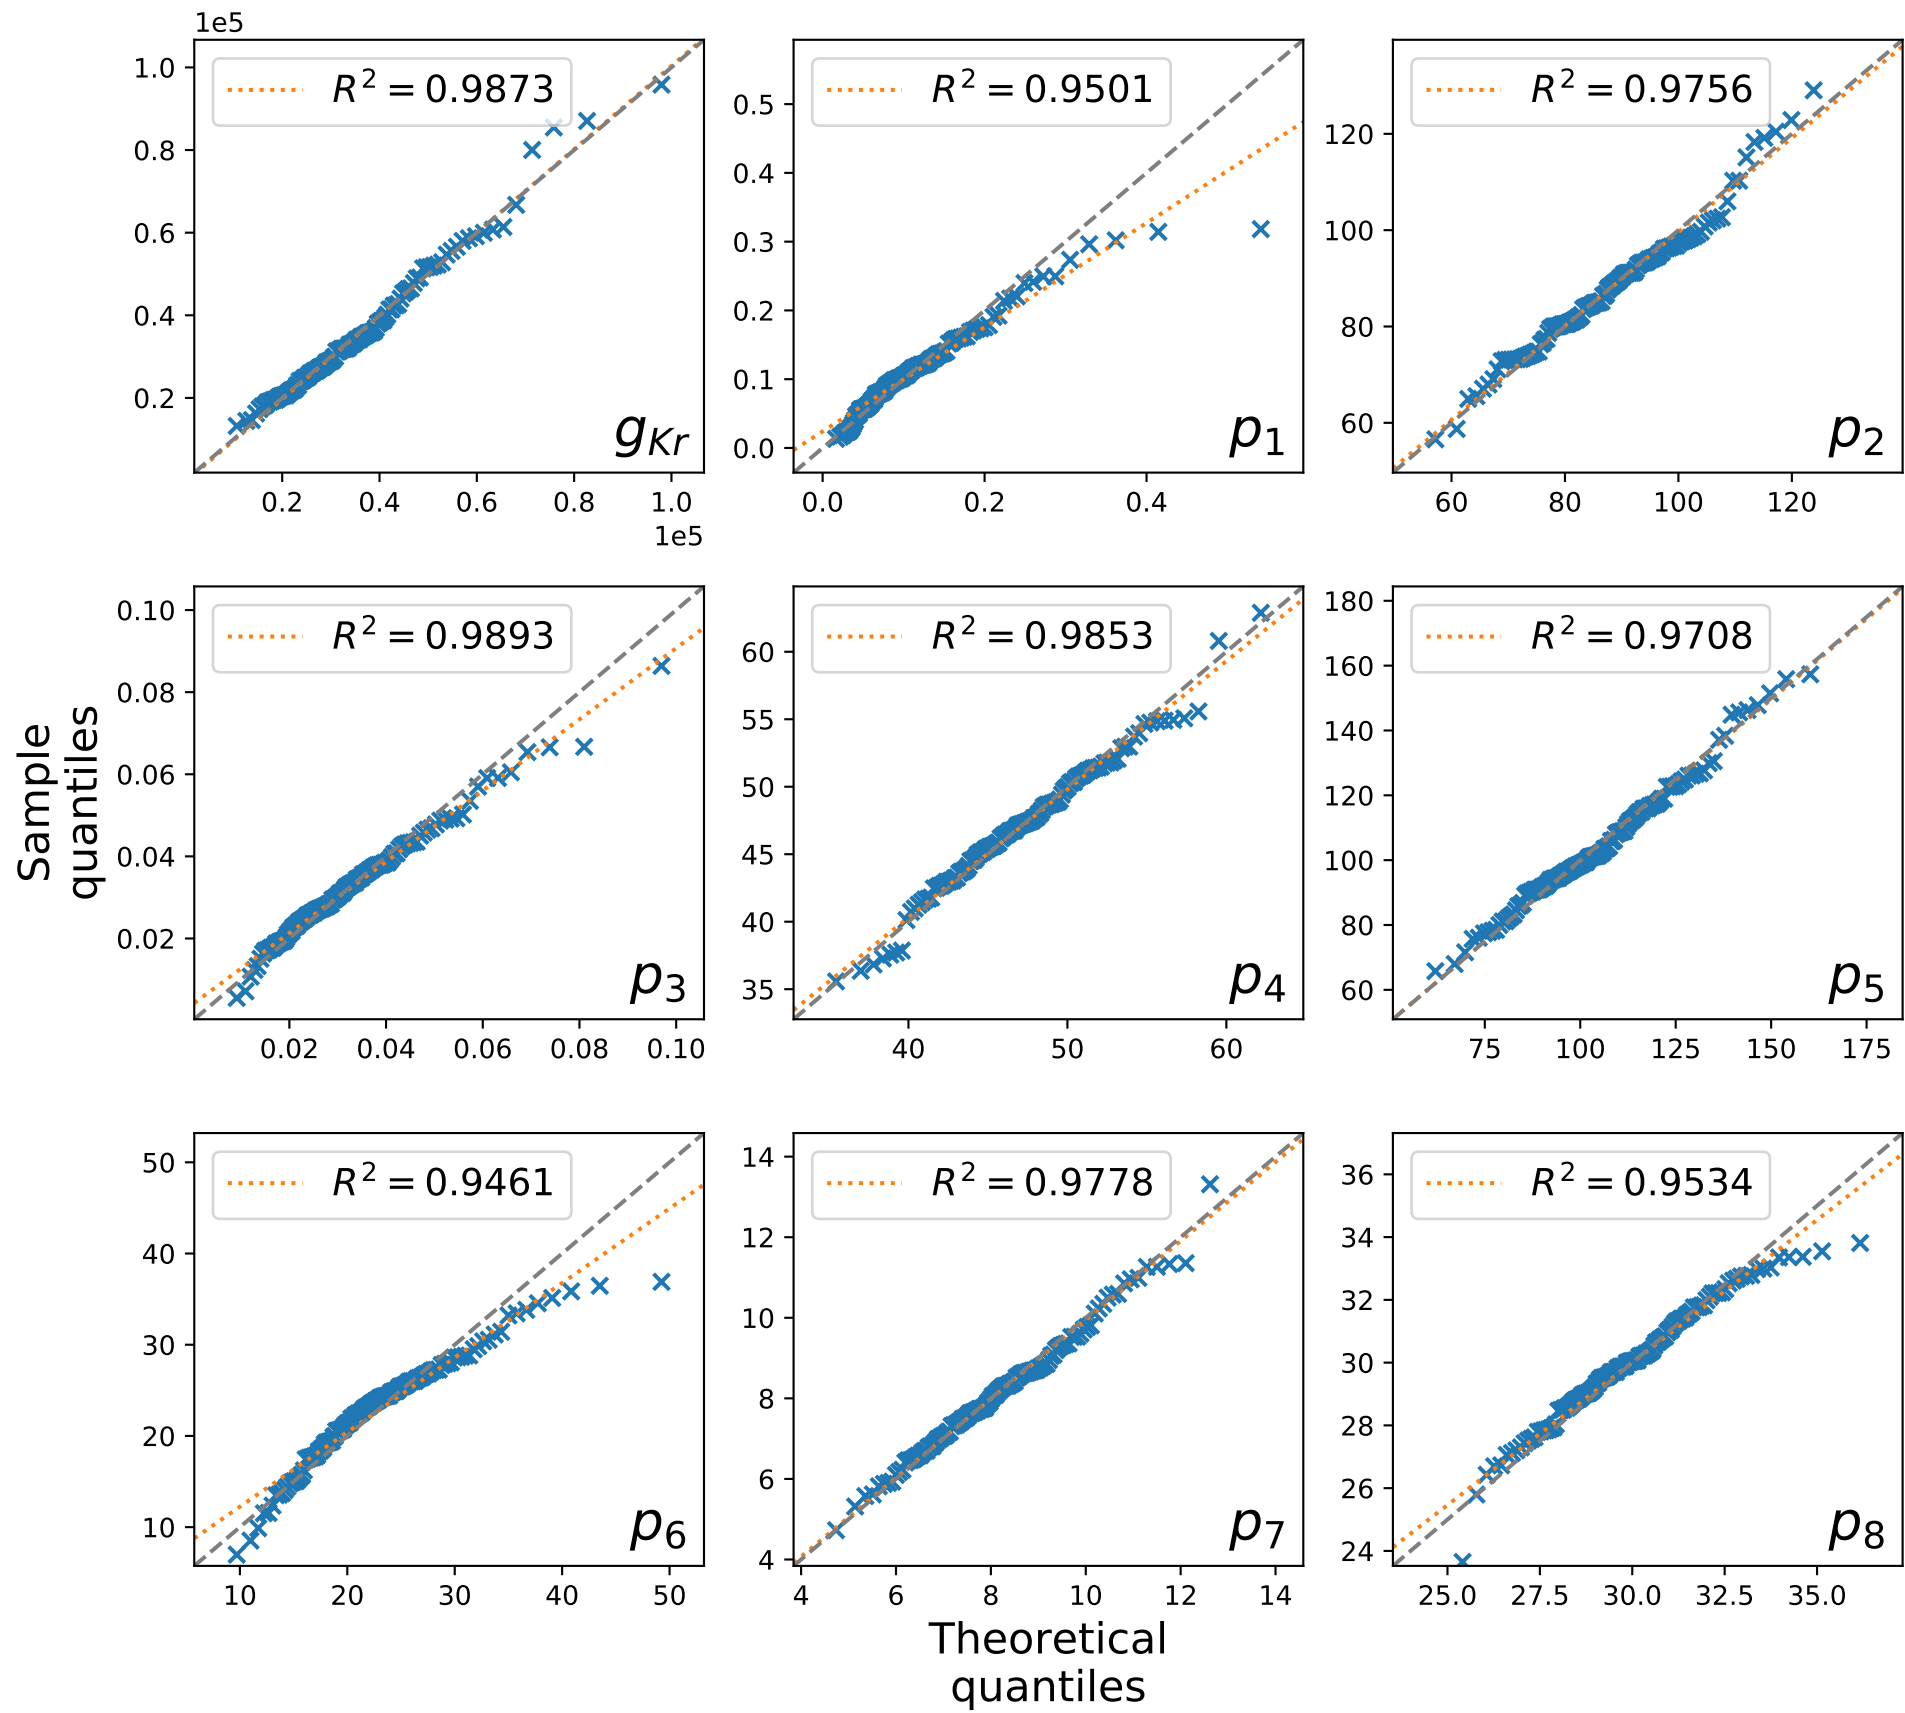 1e5
1.0
0.8
0.6
0.4
0.2
R² = 0.9873
g_Kr
0.2 0.4 0.6 0.8 1.0
1e5
0.5
0.4
0.3
0.2
0.1
0.0
R² = 0.9501
p₁
0.0 0.2 0.4
120
100
80
60
R² = 0.9756
p₂
60 80 100 120
Sample
quantiles
0.10
0.08
0.06
0.04
0.02
R² = 0.9893
p₃
0.02 0.04 0.06 0.08 0.10
60
55
50
45
40
35
R² = 0.9853
p₄
40 50 60
180
160
140
120
100
80
60
R² = 0.9708
p₅
75 100 125 150 175
50
40
30
20
10
R² = 0.9461
p₆
10 20 30 40 50
14
12
10
8
6
4
R² = 0.9778
p₇
4 6 8 10 12 14
36
34
32
30
28
26
24
R² = 0.9534
p₈
25.0 27.5 30.0 32.5 35.0
Theoretical
quantiles